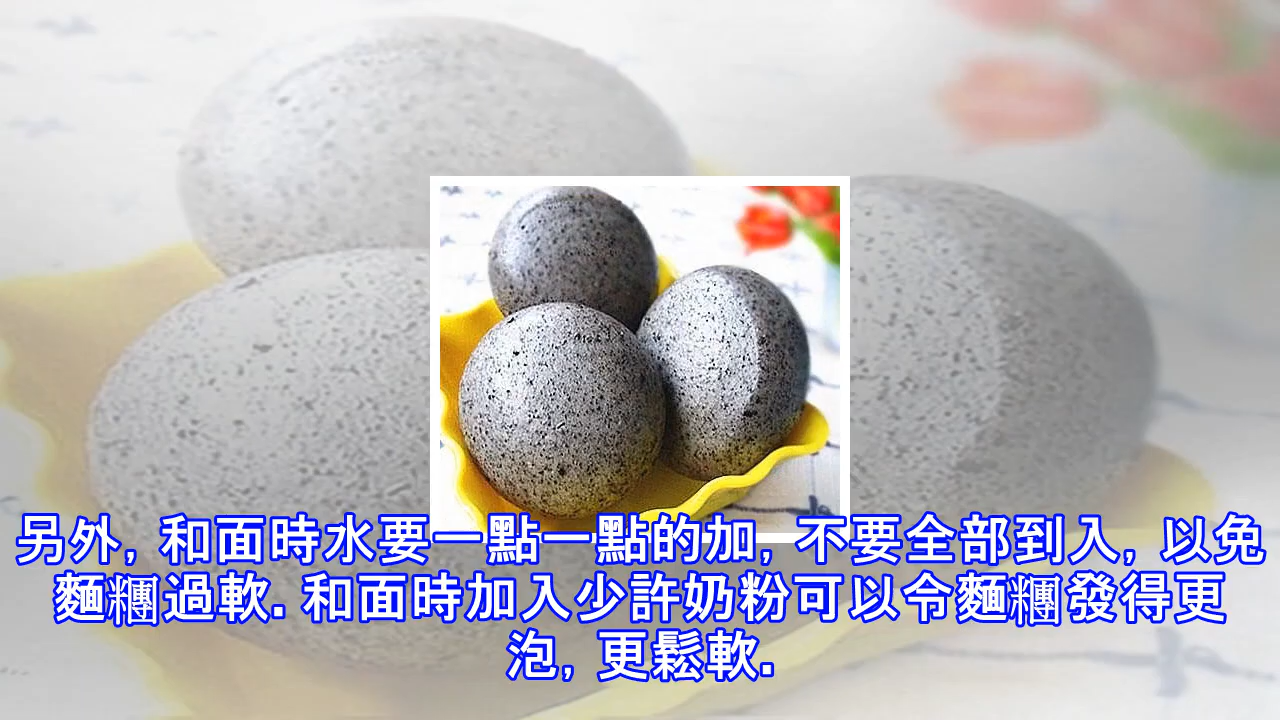 另外, 和面時水要一點一點的加, 不要全部到入, 以免
麵糰過軟. 和面時加入少許奶粉可以令麵糰發得更
泡, 更鬆軟.